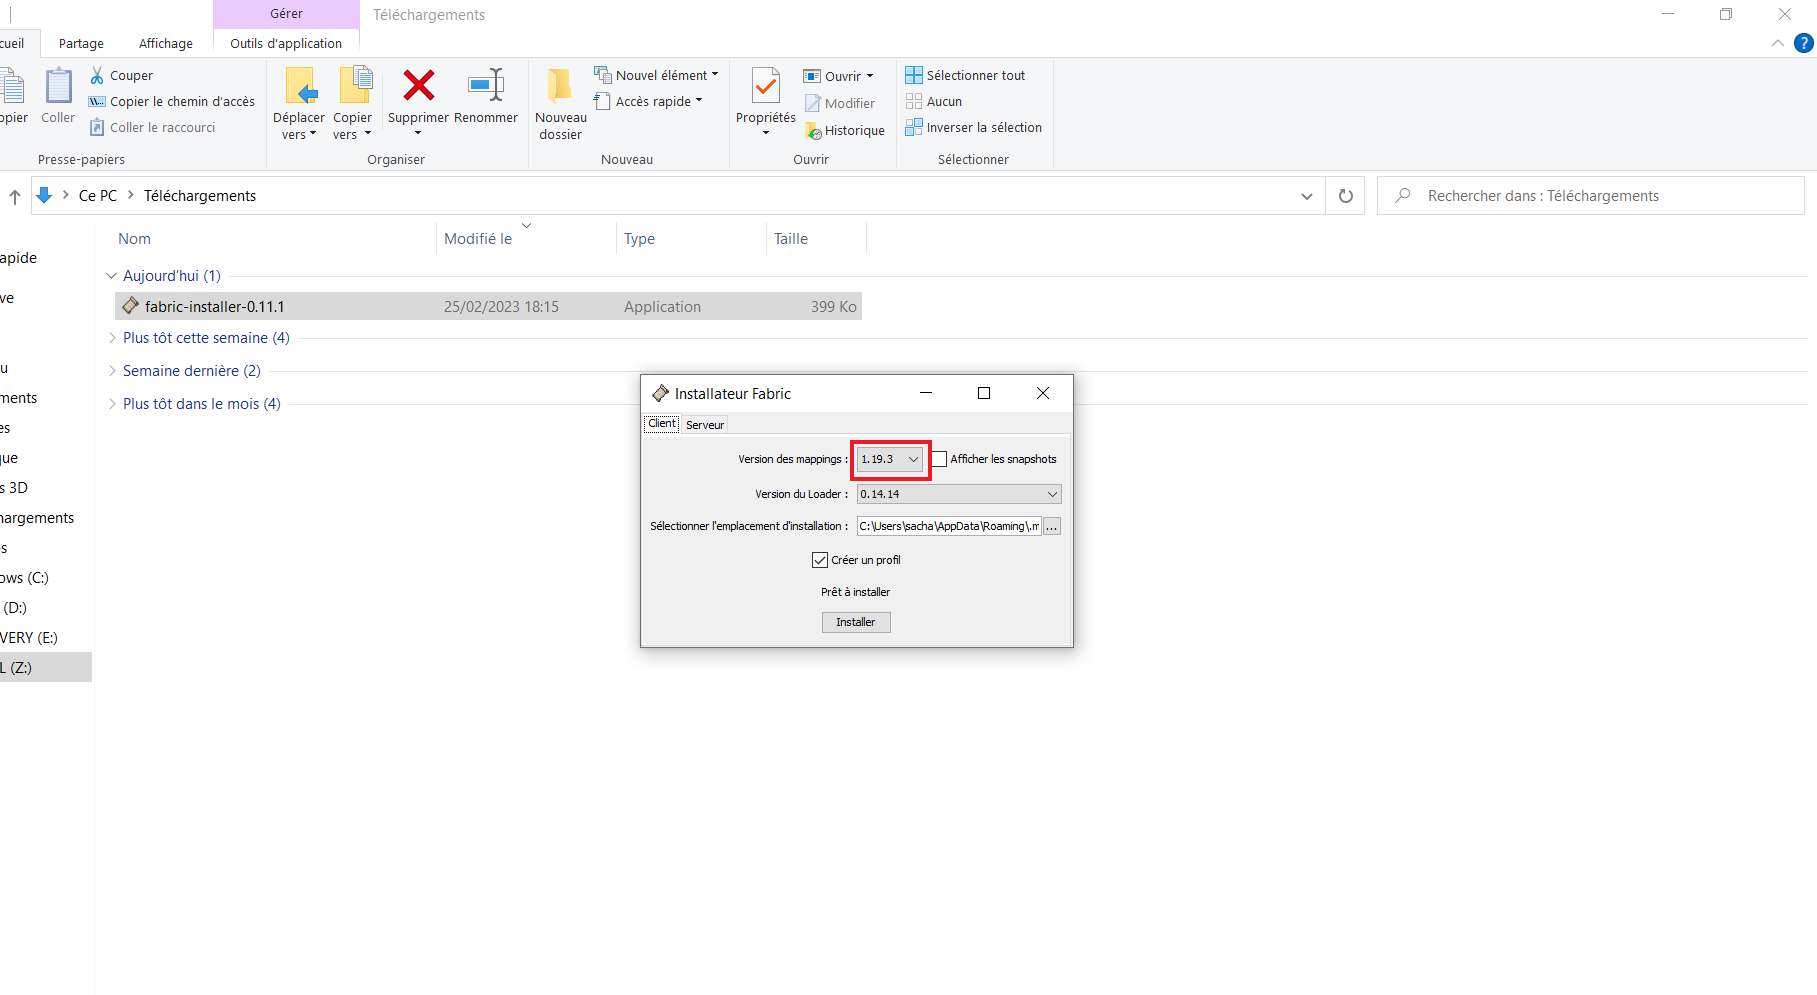 Gérer
Téléchargements
cueil
Partage
Affichage
Outils d'application
?
opier
Coller
Couper
Copier le chemin d'accès
Coller le raccourci
Presse-papiers
Déplacer vers
Copier vers
Supprimer
Renommer
Organiser
Nouveau dossier
Nouvel élément
Accès rapide
Nouveau
Propriétés
Ouvrir
Modifier
Historique
Ouvrir
Sélectionner tout
Aucun
Inverser la sélection
Sélectionner
Ce PC > Téléchargements
Rechercher dans : Téléchargements
Nom
Modifié le
Type
Taille
Aujourd'hui (1)
fabric-installer-0.11.1
25/02/2023 18:15
Application
399 Ko
Plus tôt cette semaine (4)
Semaine dernière (2)
Plus tôt dans le mois (4)
apide
ve
u
ments
es
que
s 3D
hargements
os
ows (C:)
(D:)
VERY (E:)
L (Z:)
Installateur Fabric
Client
Serveur
Version des mappings :
1.19.3
Afficher les snapshots
Version du Loader :
0.14.14
Sélectionner l'emplacement d'installation :
C:\Users\sacha\AppData\Roaming\.m
...
Créer un profil
Prêt à installer
Installer